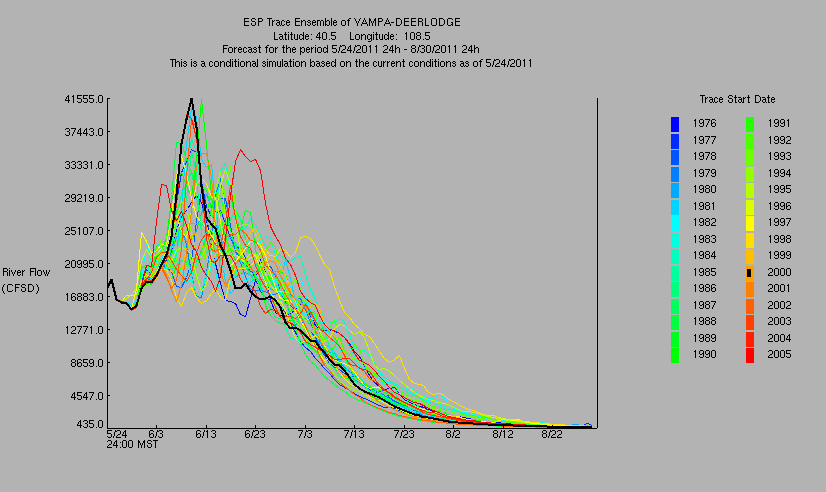 ESP Trace Ensemble of YAMPA-DEERLODGE
Latitude: 40.5 Longitude: 108.5
Forecast for the period 5/24/2011 24h - 8/30/2011 24h
This is a conditional simulation based on the current conditions as of 5/24/2011
Trace Start Date
41555.0
37443.0
33331.0
29219.0
25107.0
20995.0
16883.0
12771.0
8659.0
4547.0
435.0
River Flow
(CFSD)
5/24 6/3 6/13 6/23 7/3 7/13 7/23 8/2 8/12 8/22
24:00 MST
1976 1991
1977 1992
1978 1993
1979 1994
1980 1995
1981 1996
1982 1997
1983 1998
1984 1999
1985 2000
1986 2001
1987 2002
1988 2003
1989 2004
1990 2005